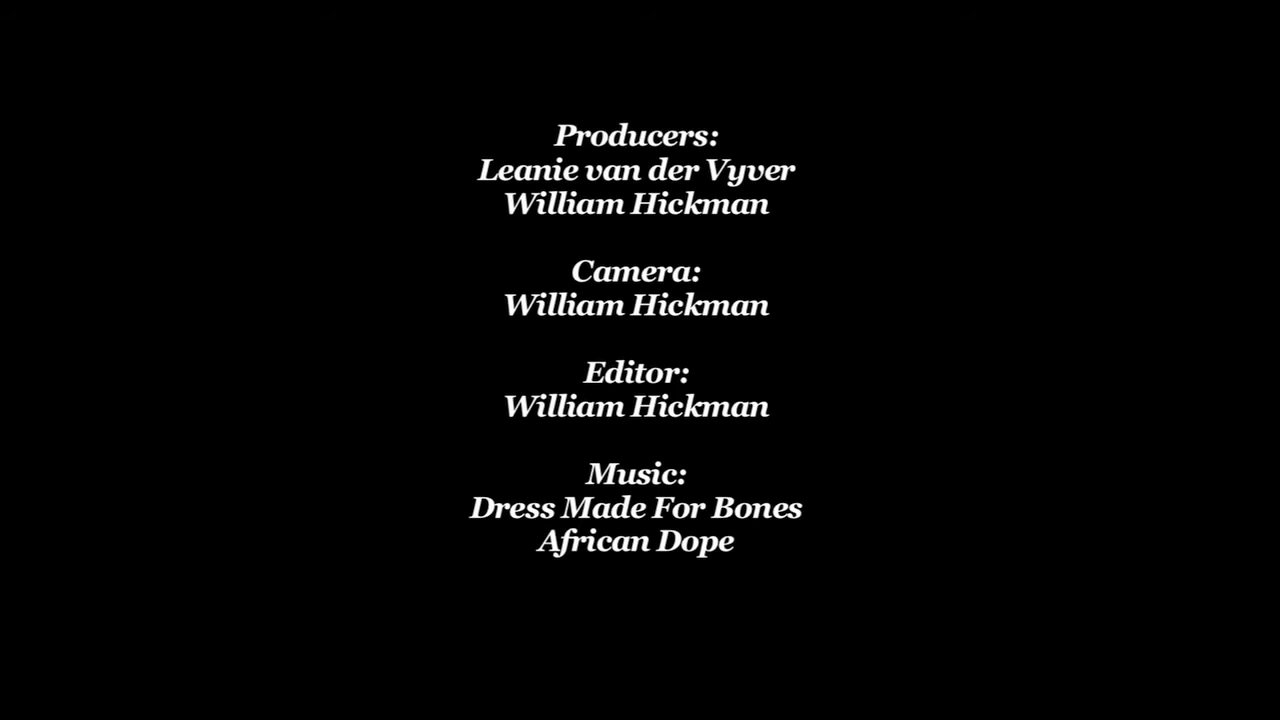 Producers:
Leanie van der Vyver
William Hickman
Camera:
William Hickman
Editor:
William Hickman
Music:
Dress Made For Bones
African Dope